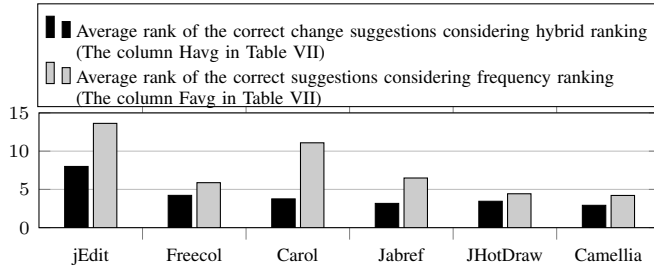 Average rank of the correct change suggestions considering hybrid ranking
(The column Havg in Table VII)
Average rank of the correct suggestions considering frequency ranking
(The column Favg in Table VII)
15
10
5
0
jEdit Freecol Carol Jabref JHotDraw Camellia